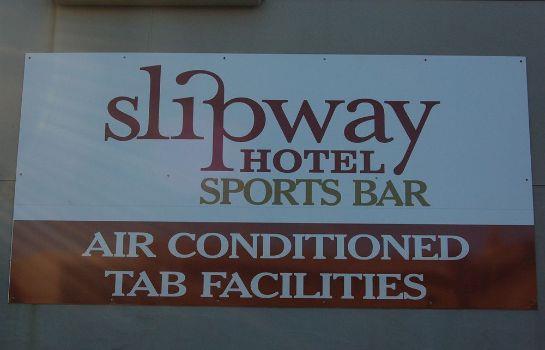 slipway
HOTEL
SPORTS BAR
AIR CONDITIONED
TAB FACILITIES